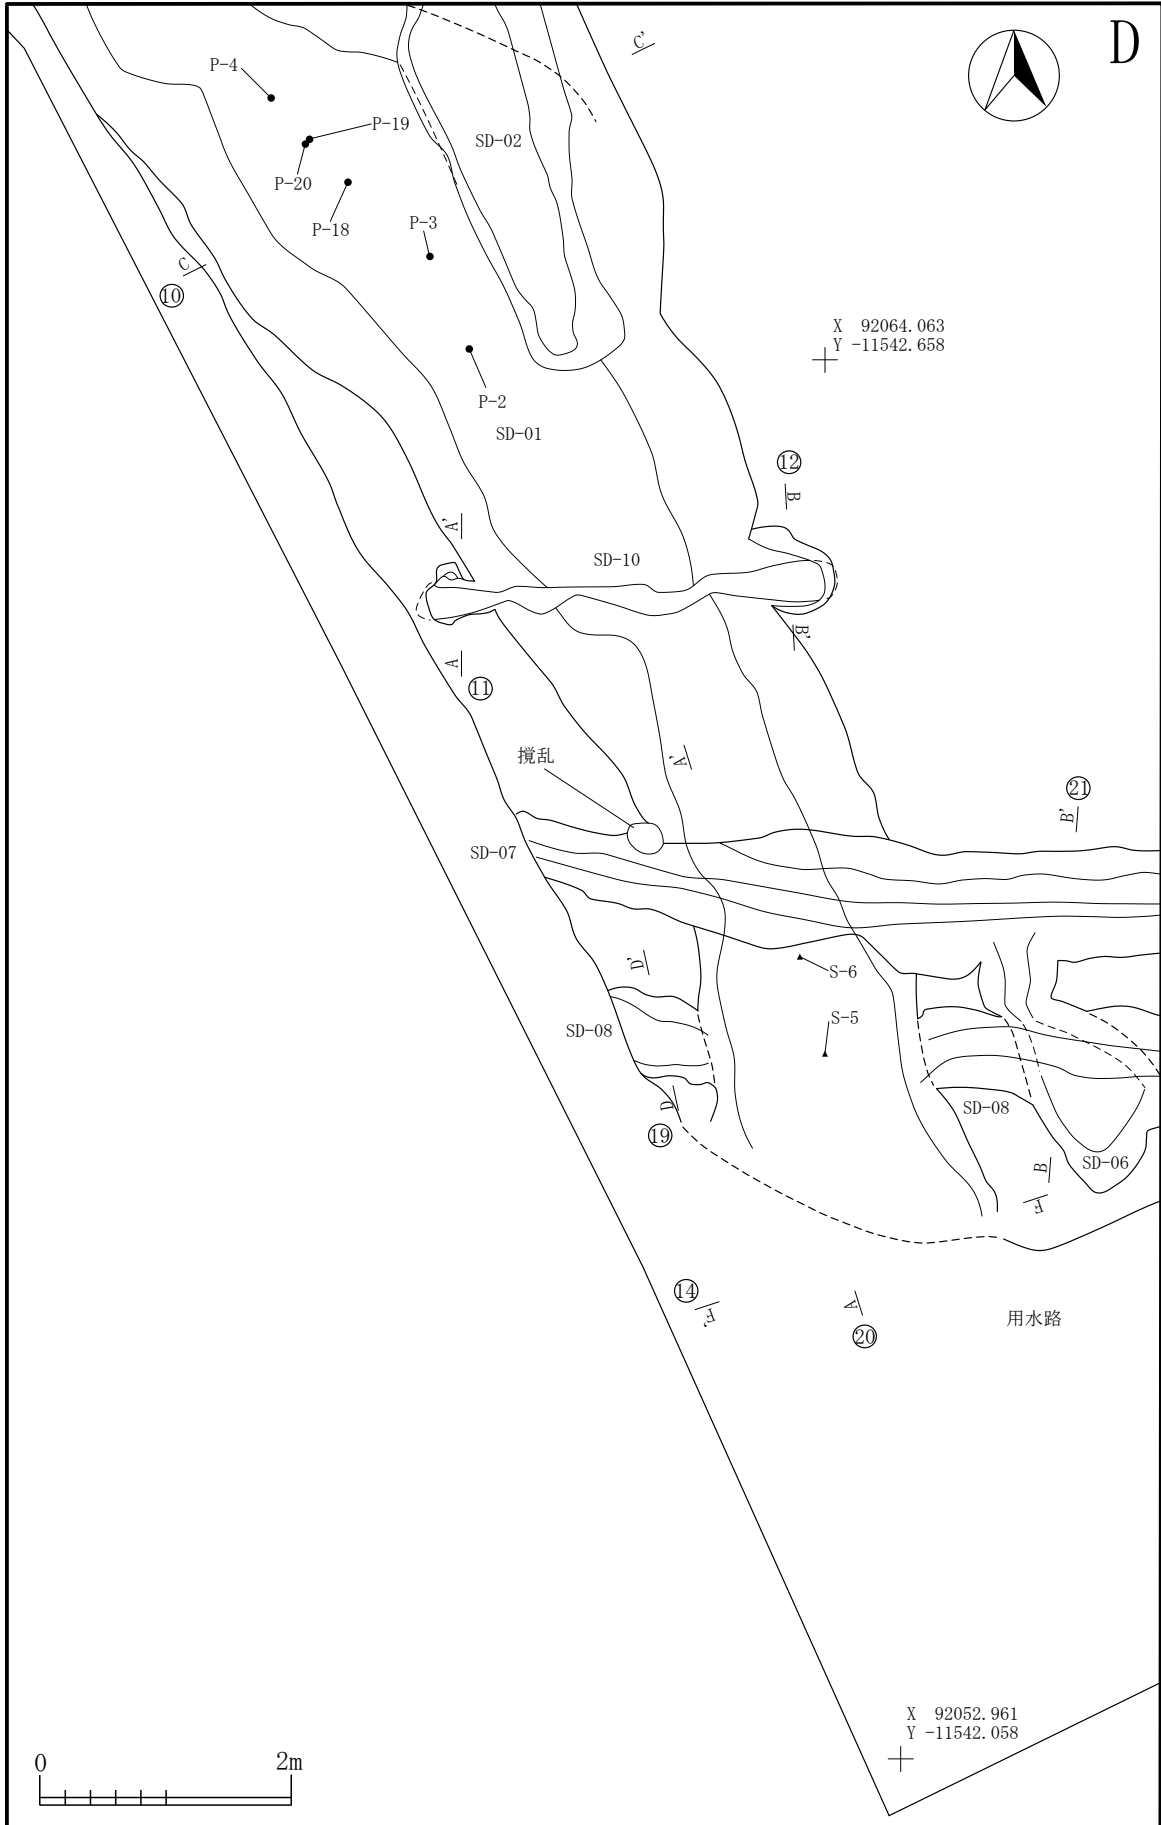 D
C'
P-4
P-19
SD-02
P-20
P-18
P-3
C
⑩
X 92064.063
Y -11542.658
P-2
SD-01
⑫
B
A'
SD-10
B'
A
⑪
撹乱
A'
㉑
B'
SD-07
D'
S-6
S-5
SD-08
D
SD-08
⑲
B
SD-06
F
⑭
F'
A
⑳
用水路
X 92052.961
Y -11542.058
0 2m